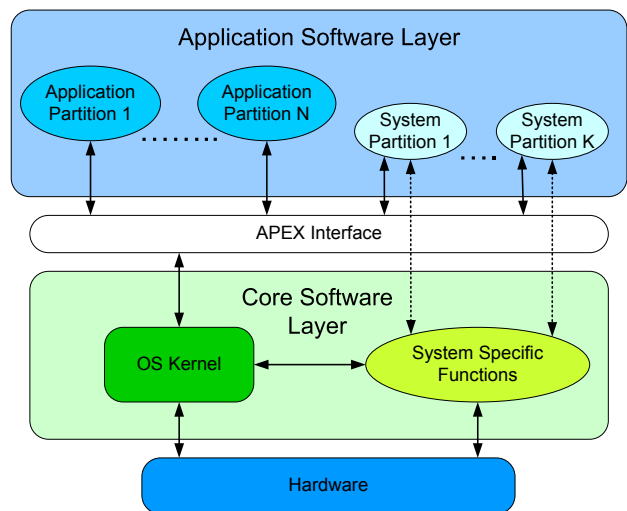 Application Software Layer
Application
Partition 1
Application
Partition N
System
Partition 1
System
Partition K
APEX Interface
Core Software
Layer
OS Kernel
System Specific
Functions
Hardware